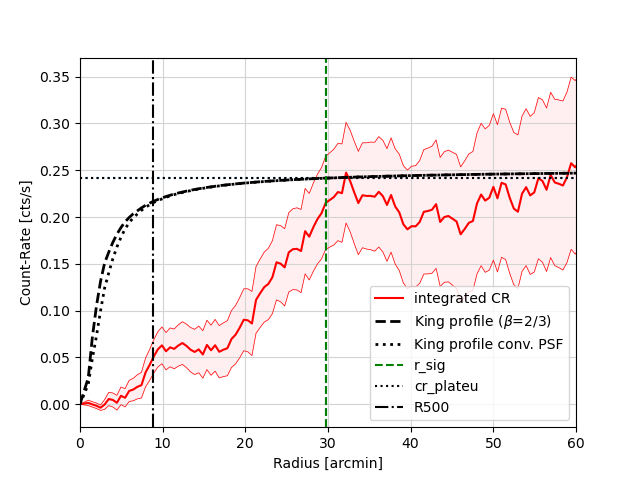 0.35
0.30
0.25
0.20
0.15
0.10
0.05
0.00
Count-Rate [cts/s]
integrated CR
King profile (β=2/3)
King profile conv. PSF
r_sig
cr_plateu
R500
0 10 20 30 40 50 60
Radius [arcmin]